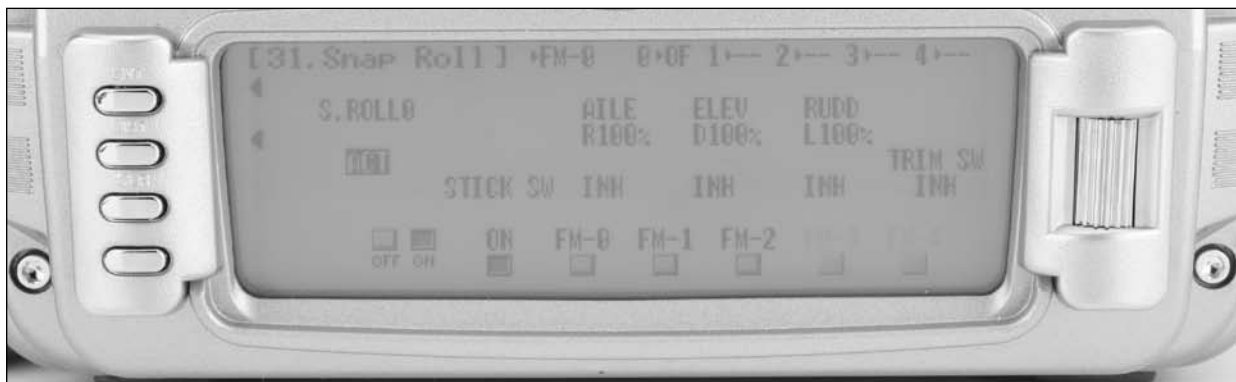 [31.Snap Roll] ▸FM-0 0▸OF 1▸-- 2▸-- 3▸-- 4▸--
S.ROLL0 AILE ELEV RUDD
R100% D100% L100%
TRIM SW
STICK SW INH INH INH INH
ON FM-0 FM-1 FM-2
OFF ON